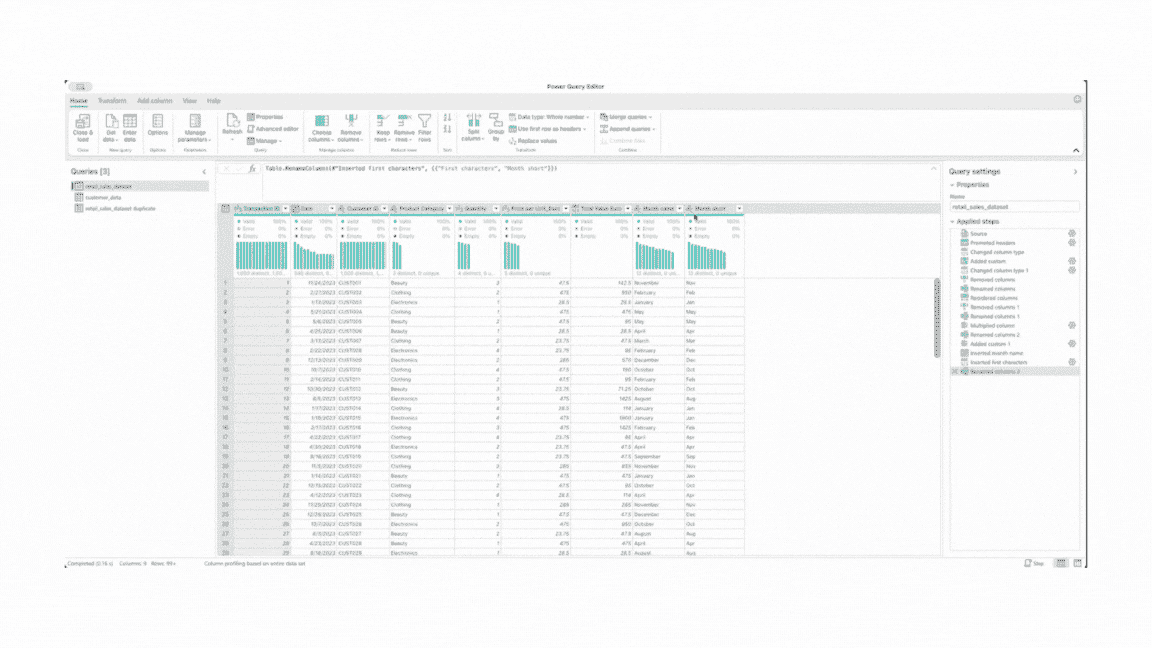 Power Query Editor
Home Transform Add column View Help
Close & load Get data Enter data Options Manage parameters Refresh Properties Advanced editor Manage Choose columns Remove columns Keep rows Remove rows Filter rows Split column Group by Data type: Whole number Use first row as headers Replace values Merge queries Append queries Combine files
Close New query Options Parameters Query Manage columns Reduce rows Sort Transform Combine
Queries [3]
retail_sales_dataset
customer_data
retail_sales_dataset duplicate
Table.RenameColumns(#"Inserted first characters", {{"First characters", "Month short"}})
Transaction ID Date Customer ID Product Category Quantity Month name Month short
Valid 100% Error 0% Empty 0%
3 distinct, 0 unique
5 distinct, 0 unique
12 distinct, 0 unique
1 1 11/24/2023 CUST001 Beauty 3 47.5 142.5 November Nov
2 2 2/27/2023 CUST002 Clothing 2 475 950 February Feb
3 3 1/13/2023 CUST003 Electronics 1 28.5 28.5 January Jan
4 4 5/21/2023 CUST004 Clothing 1 475 475 May May
5 5 5/6/2023 CUST005 Beauty 2 47.5 95 May May
6 6 4/25/2023 CUST006 Beauty 1 28.5 28.5 April Apr
7 7 3/13/2023 CUST007 Clothing 2 23.75 March Mar
8 8 2/22/2023 CUST008 Electronics 4 23.75 95 February Feb
9 9 12/13/2023 CUST009 Electronics 2 285 570 December Dec
10 10 10/7/2023 CUST010 Clothing 4 47.5 190 October Oct
11 11 2/14/2023 CUST011 Clothing 2 47.5 95 February Feb
12 12 10/30/2023 CUST012 Beauty 3 23.75 71.25 October Oct
13 13 8/5/2023 CUST013 Electronics 3 475 1425 August Aug
14 14 1/17/2023 CUST014 Clothing 4 28.5 114 January Jan
15 15 1/16/2023 CUST015 Electronics 4 475 1900 January Jan
16 16 2/17/2023 CUST016 Clothing 3 475 1425 February Feb
17 17 4/22/2023 CUST017 Clothing 4 23.75 95 April Apr
18 18 4/30/2023 CUST018 Electronics 2 23.75 47.5 April Apr
19 19 9/16/2023 CUST019 Clothing 2 23.75 47.5 September Sep
20 20 11/5/2023 CUST020 Clothing 3 285 855 November Nov
21 21 1/14/2023 CUST021 Beauty 1 475 475 January Jan
22 22 10/15/2023 CUST022 Clothing 2 47.5 95 October Oct
23 23 4/12/2023 CUST023 Clothing 4 28.5 114 April Apr
24 24 11/29/2023 CUST024 Clothing 1 285 285 November Nov
25 25 12/26/2023 CUST025 Beauty 1 47.5 47.5 December Dec
26 26 10/7/2023 CUST026 Electronics 2 475 950 October Oct
27 27 8/3/2023 CUST027 Beauty 2 23.75 47.5 August Aug
28 28 4/23/2023 CUST028 Beauty 1 475 475 April Apr
29 29 8/18/2023 CUST029 Electronics 1 28.5 28.5 August Aug
Query settings
Properties
Name
retail_sales_dataset
Applied steps
Source
Promoted headers
Changed column type
Added custom
Changed column type 1
Removed columns
Renamed columns
Reordered columns
Removed columns 1
Renamed columns 1
Multiplied column
Renamed columns 2
Added custom 1
Inserted month name
Inserted first characters
Renamed columns 3
Completed (0.16 s) Columns: 9 Rows: 99+ Column profiling based on entire data set Step